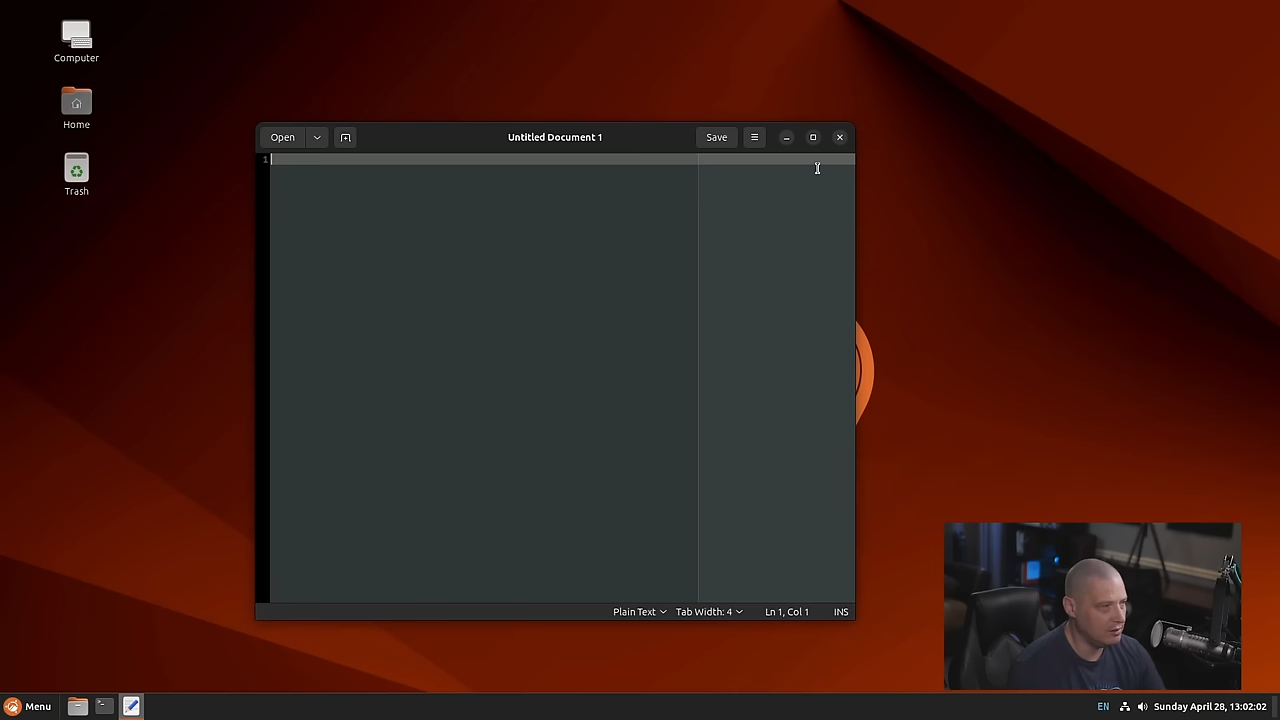 Computer
Home
Trash
Open
Untitled Document 1
Save
1
Plain Text
Tab Width: 4
Ln 1, Col 1
INS
Menu
EN
Sunday April 28, 13:02:02